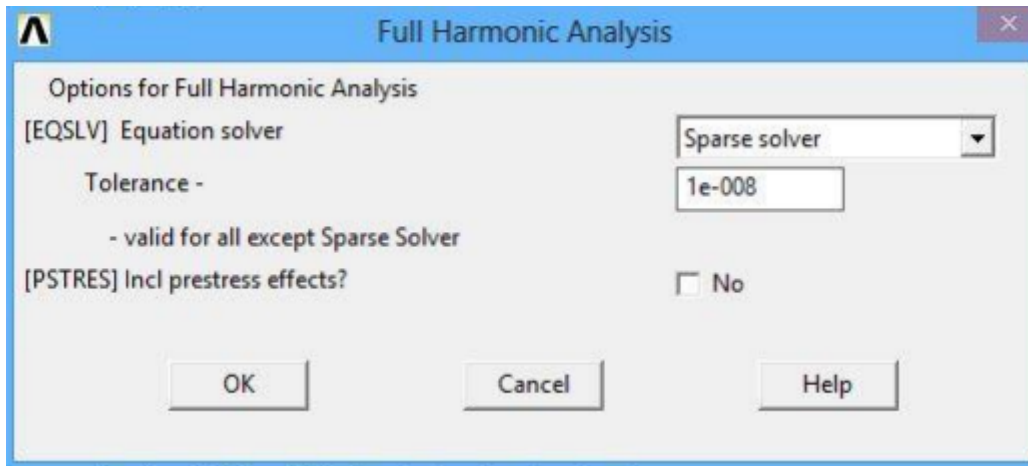 Full Harmonic Analysis
Options for Full Harmonic Analysis
[EQSLV] Equation solver
Sparse solver
Tolerance -
1e-008
- valid for all except Sparse Solver
[PSTRES] Incl prestress effects?
No
OK
Cancel
Help